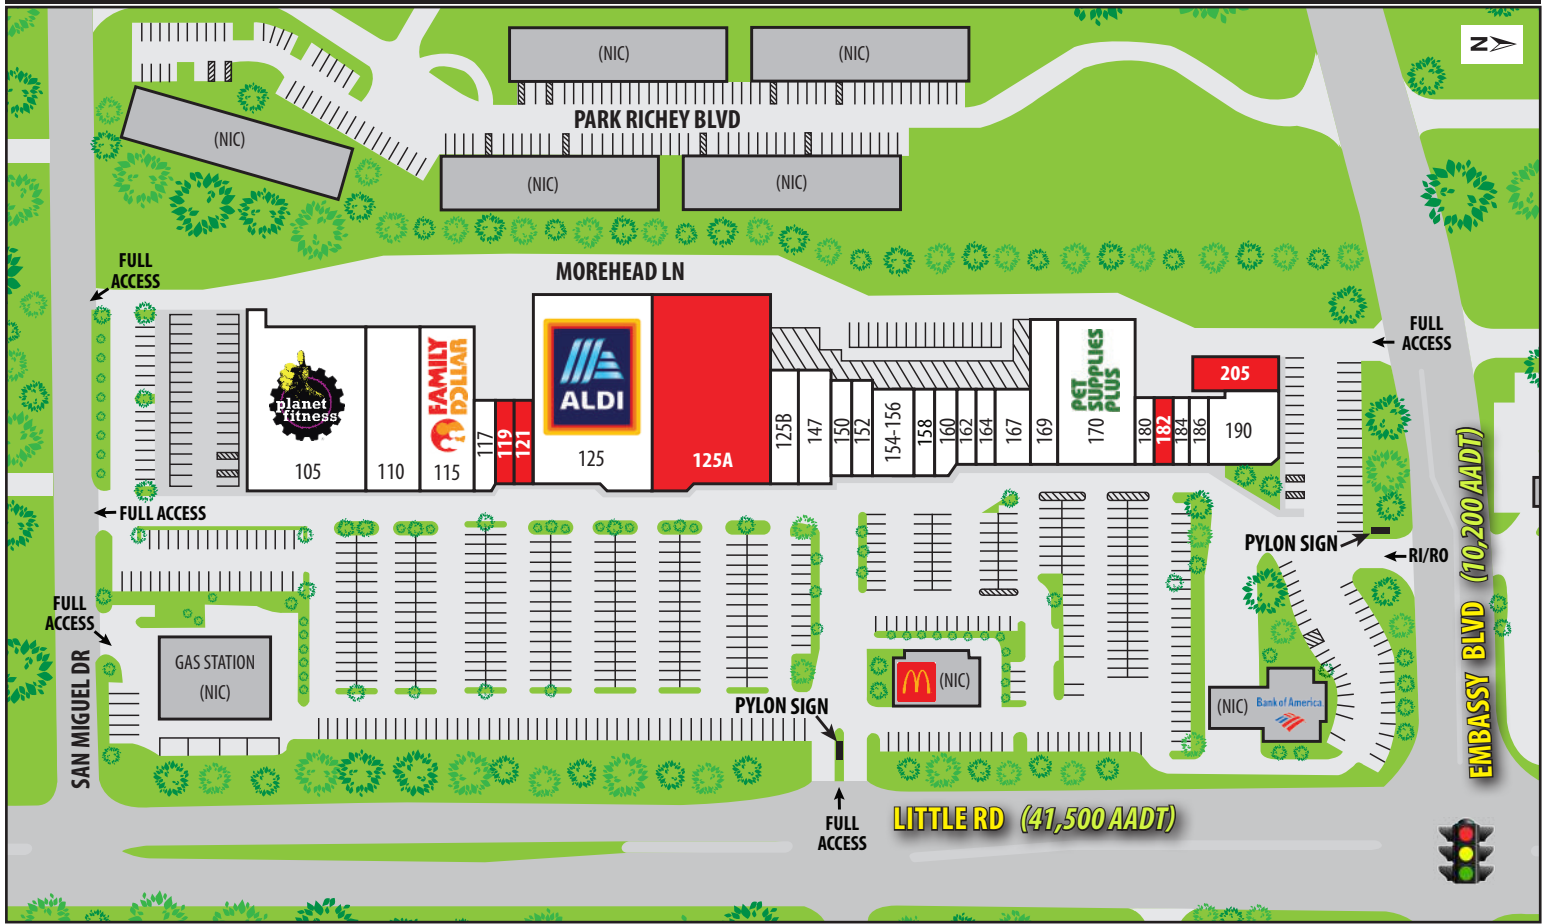 (NIC)
(NIC)
N
PARK RICHEY BLVD
(NIC)
(NIC)
(NIC)
FULL
ACCESS
MOREHEAD LN
FULL
ACCESS
planet
fitness
105
110
FAMILY
DOLLAR
115
117
119
121
ALDI
125
125A
125B
147
150
152
154-156
158
160
162
164
167
169
PET
SUPPLIES
PLUS
170
180
182
184
186
190
205
FULL ACCESS
PYLON SIGN
RI/RO
FULL
ACCESS
GAS STATION
(NIC)
SAN MIGUEL DR
PYLON SIGN
(NIC)
(NIC)
Bank of America
EMBASSY BLVD (10,200 AADT)
FULL
ACCESS
LITTLE RD (41,500 AADT)